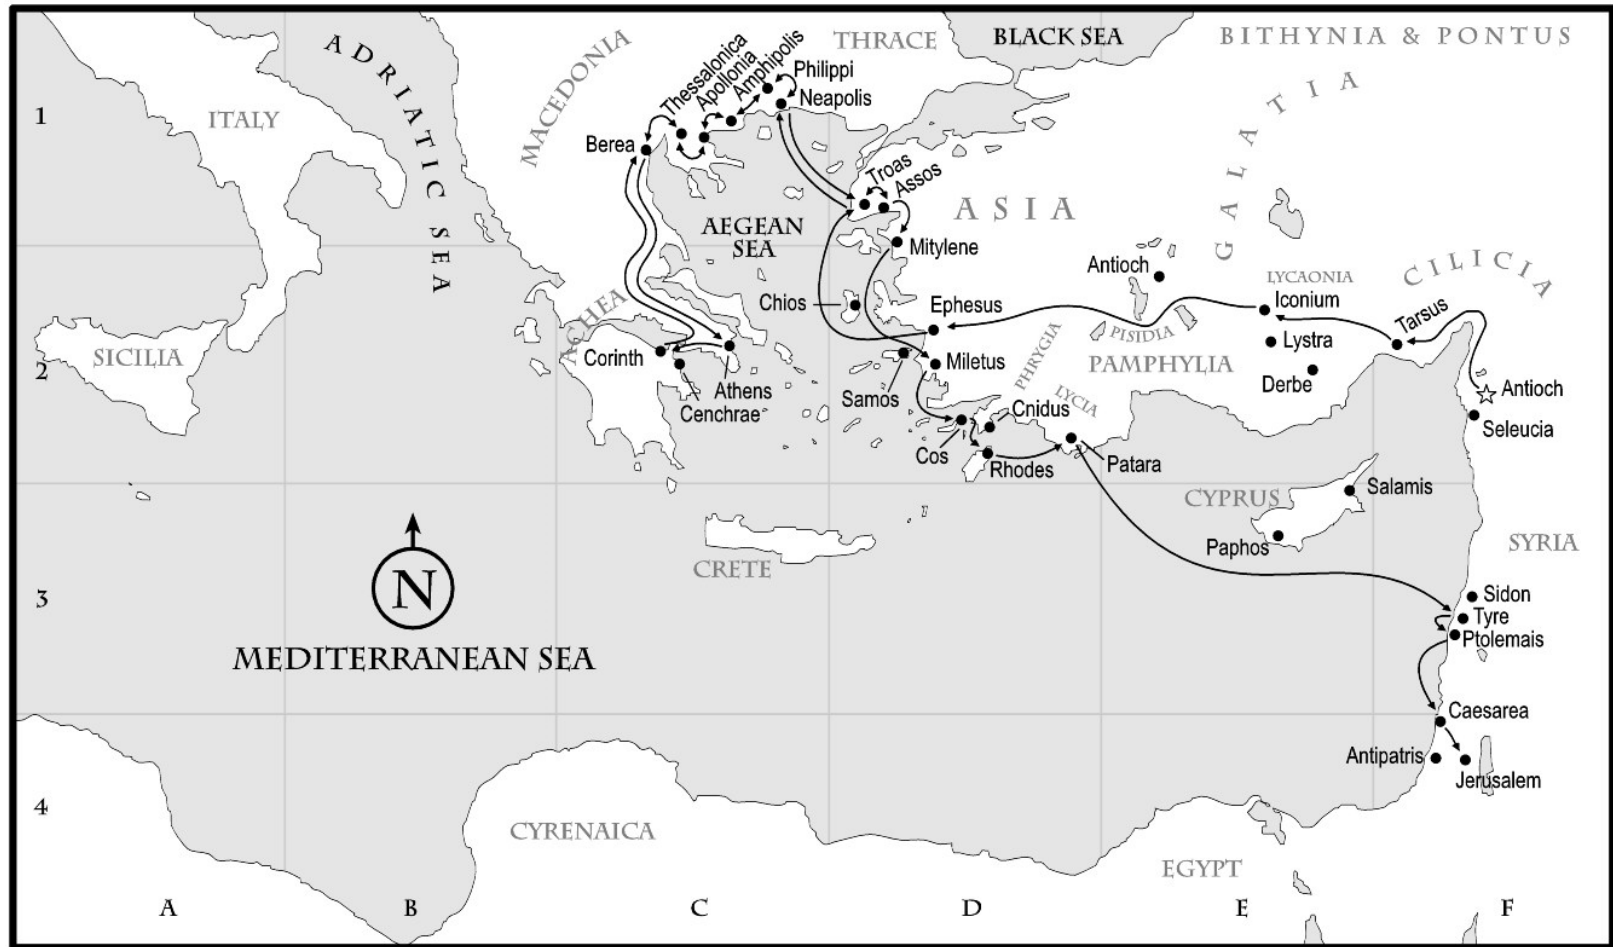 ADRIATIC SEA
MACEDONIA
THRACE
BLACK SEA
BITHYNIA & PONTUS
GALATIA
Thessalonica
Apollonia
Amphipolis
Philippi
Neapolis
1
ITALY
Berea
Troas
Assos
ASIA
AEGEAN
SEA
Mitylene
Antioch
LYCAONIA
CILICIA
Chios
Ephesus
Iconium
Tarsus
ACHEA
PISIDIA
PHRYGIA
SICILIA
Corinth
Lystra
2
Miletus
PAMPHYLIA
Derbe
Athens
Samos
Cenchrae
LYCIA
Antioch
Cnidus
Seleucia
Cos
Rhodes
Patara
CYPRUS
Salamis
Paphos
SYRIA
CRETE
N
3
Sidon
Tyre
Ptolemais
MEDITERRANEAN SEA
Caesarea
Antipatris
Jerusalem
4
CYRENAICA
EGYPT
A
B
C
D
E
F